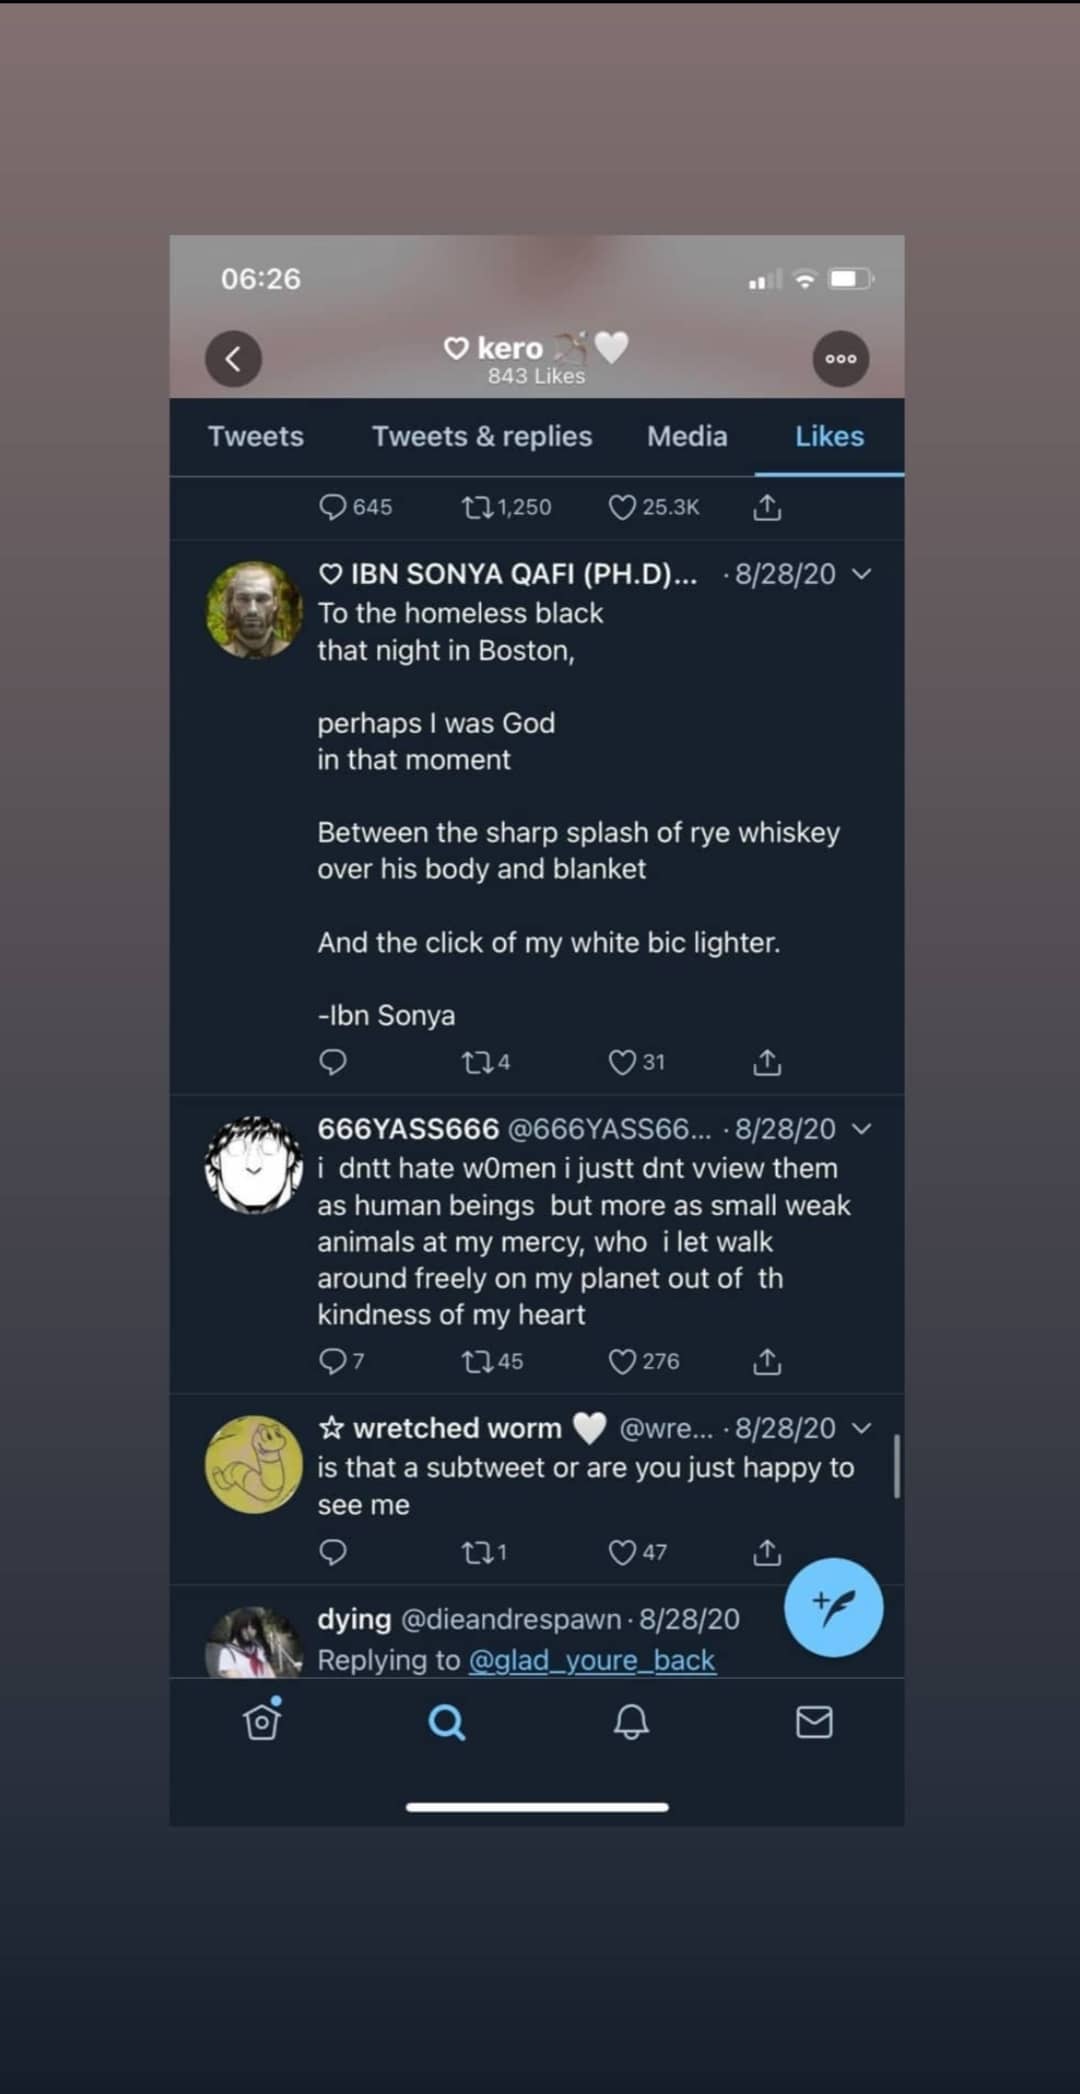 06:26
♡ kero 🏹🤍
843 Likes
Tweets Tweets & replies Media Likes
645 1,250 25.3K
♡ IBN SONYA QAFI (PH.D)... · 8/28/20
To the homeless black
that night in Boston,
perhaps I was God
in that moment
Between the sharp splash of rye whiskey
over his body and blanket
And the click of my white bic lighter.
-Ibn Sonya
4 31
666YASS666 @666YASS66... · 8/28/20
i dntt hate w0men i justt dnt vview them
as human beings but more as small weak
animals at my mercy, who i let walk
around freely on my planet out of th
kindness of my heart
7 45 276
☆ wretched worm 🤍 @wre... · 8/28/20
is that a subtweet or are you just happy to
see me
1 47
dying @dieandrespawn · 8/28/20
Replying to @glad_youre_back